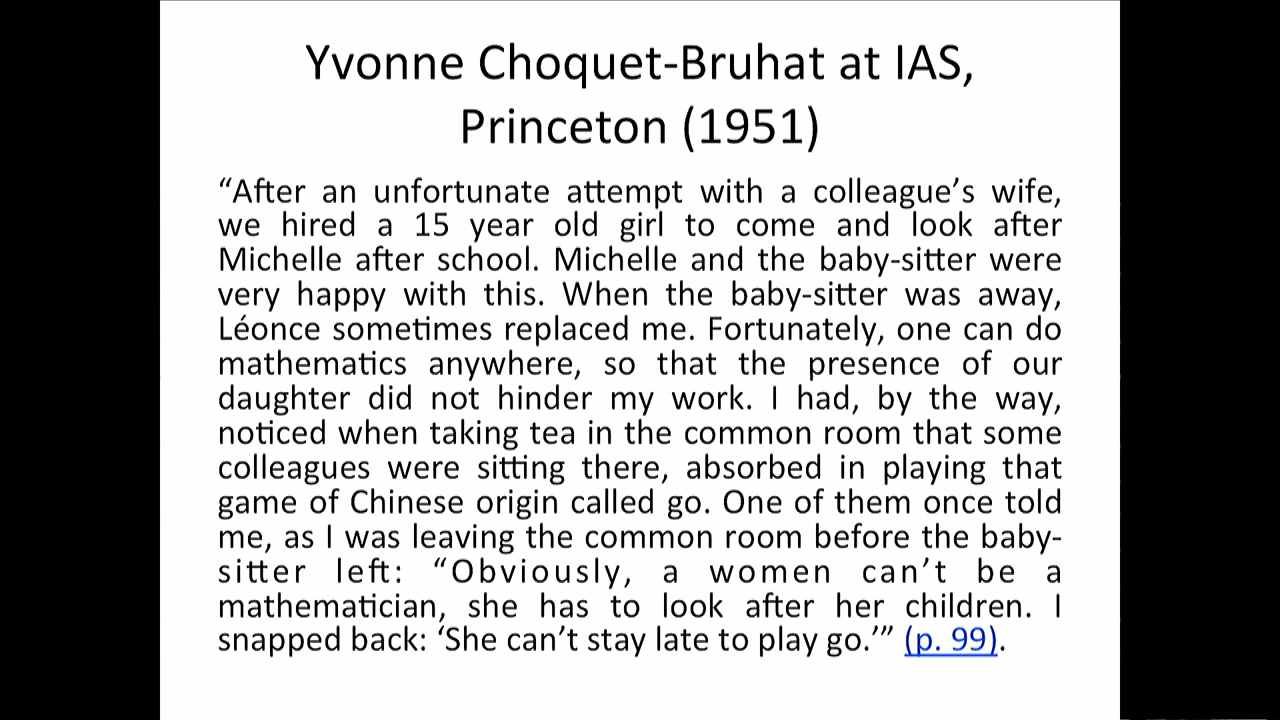 Yvonne Choquet-Bruhat at IAS,
Princeton (1951)
“After an unfortunate attempt with a colleague’s wife,
we hired a 15 year old girl to come and look after
Michelle after school. Michelle and the baby-sitter were
very happy with this. When the baby-sitter was away,
Léonce sometimes replaced me. Fortunately, one can do
mathematics anywhere, so that the presence of our
daughter did not hinder my work. I had, by the way,
noticed when taking tea in the common room that some
colleagues were sitting there, absorbed in playing that
game of Chinese origin called go. One of them once told
me, as I was leaving the common room before the baby-
sitter left: “Obviously, a women can’t be a
mathematician, she has to look after her children. I
snapped back: ‘She can’t stay late to play go.’” (p. 99).